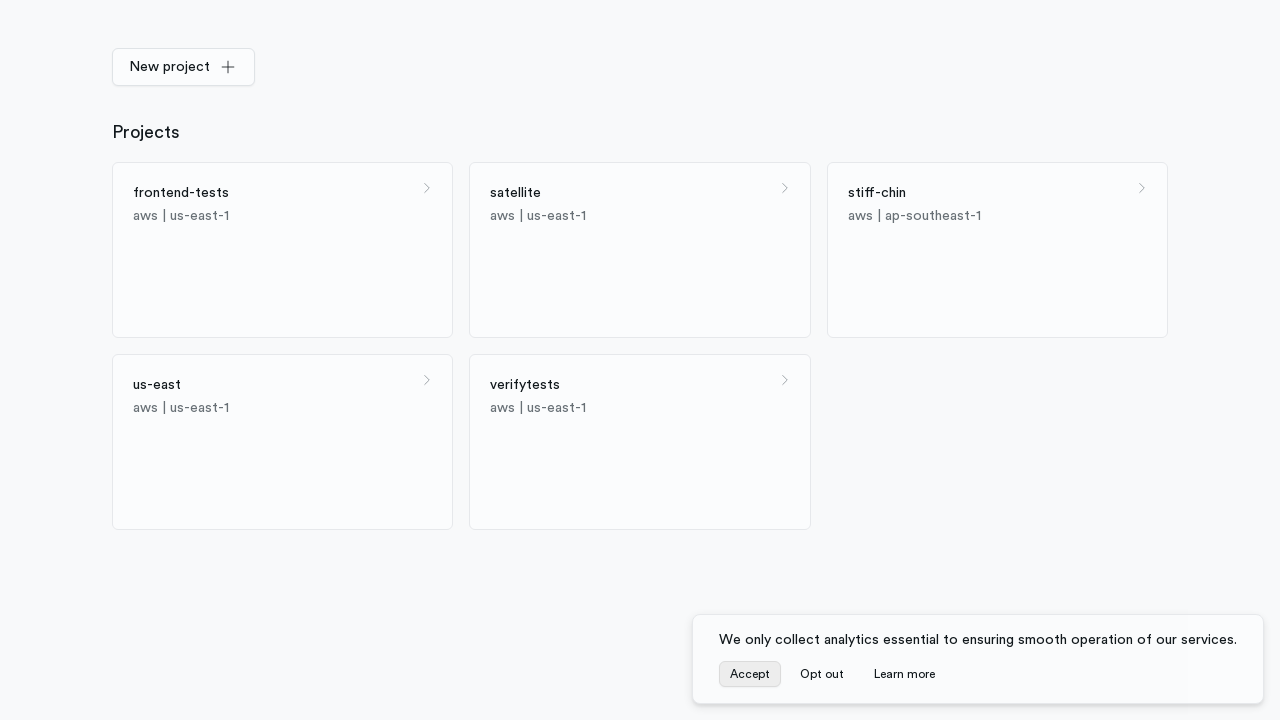 New project
Projects
frontend-tests
aws | us-east-1
satellite
aws | us-east-1
stiff-chin
aws | ap-southeast-1
us-east
aws | us-east-1
verifytests
aws | us-east-1
We only collect analytics essential to ensuring smooth operation of our services.
Accept Opt out Learn more